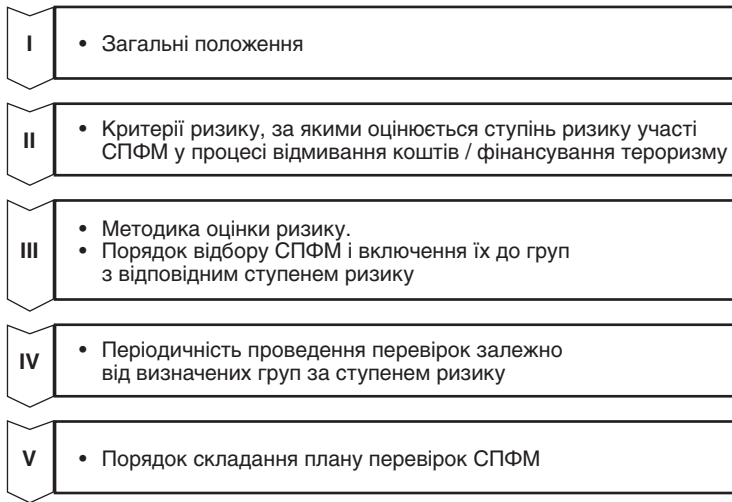 I
• Загальні положення
II
• Критерії ризику, за якими оцінюється ступінь ризику участі
СПФМ у процесі відмивання коштів / фінансування тероризму
III
• Методика оцінки ризику.
• Порядок відбору СПФМ і включення їх до груп
з відповідним ступенем ризику
IV
• Періодичність проведення перевірок залежно
від визначених груп за ступенем ризику
V
• Порядок складання плану перевірок СПФМ